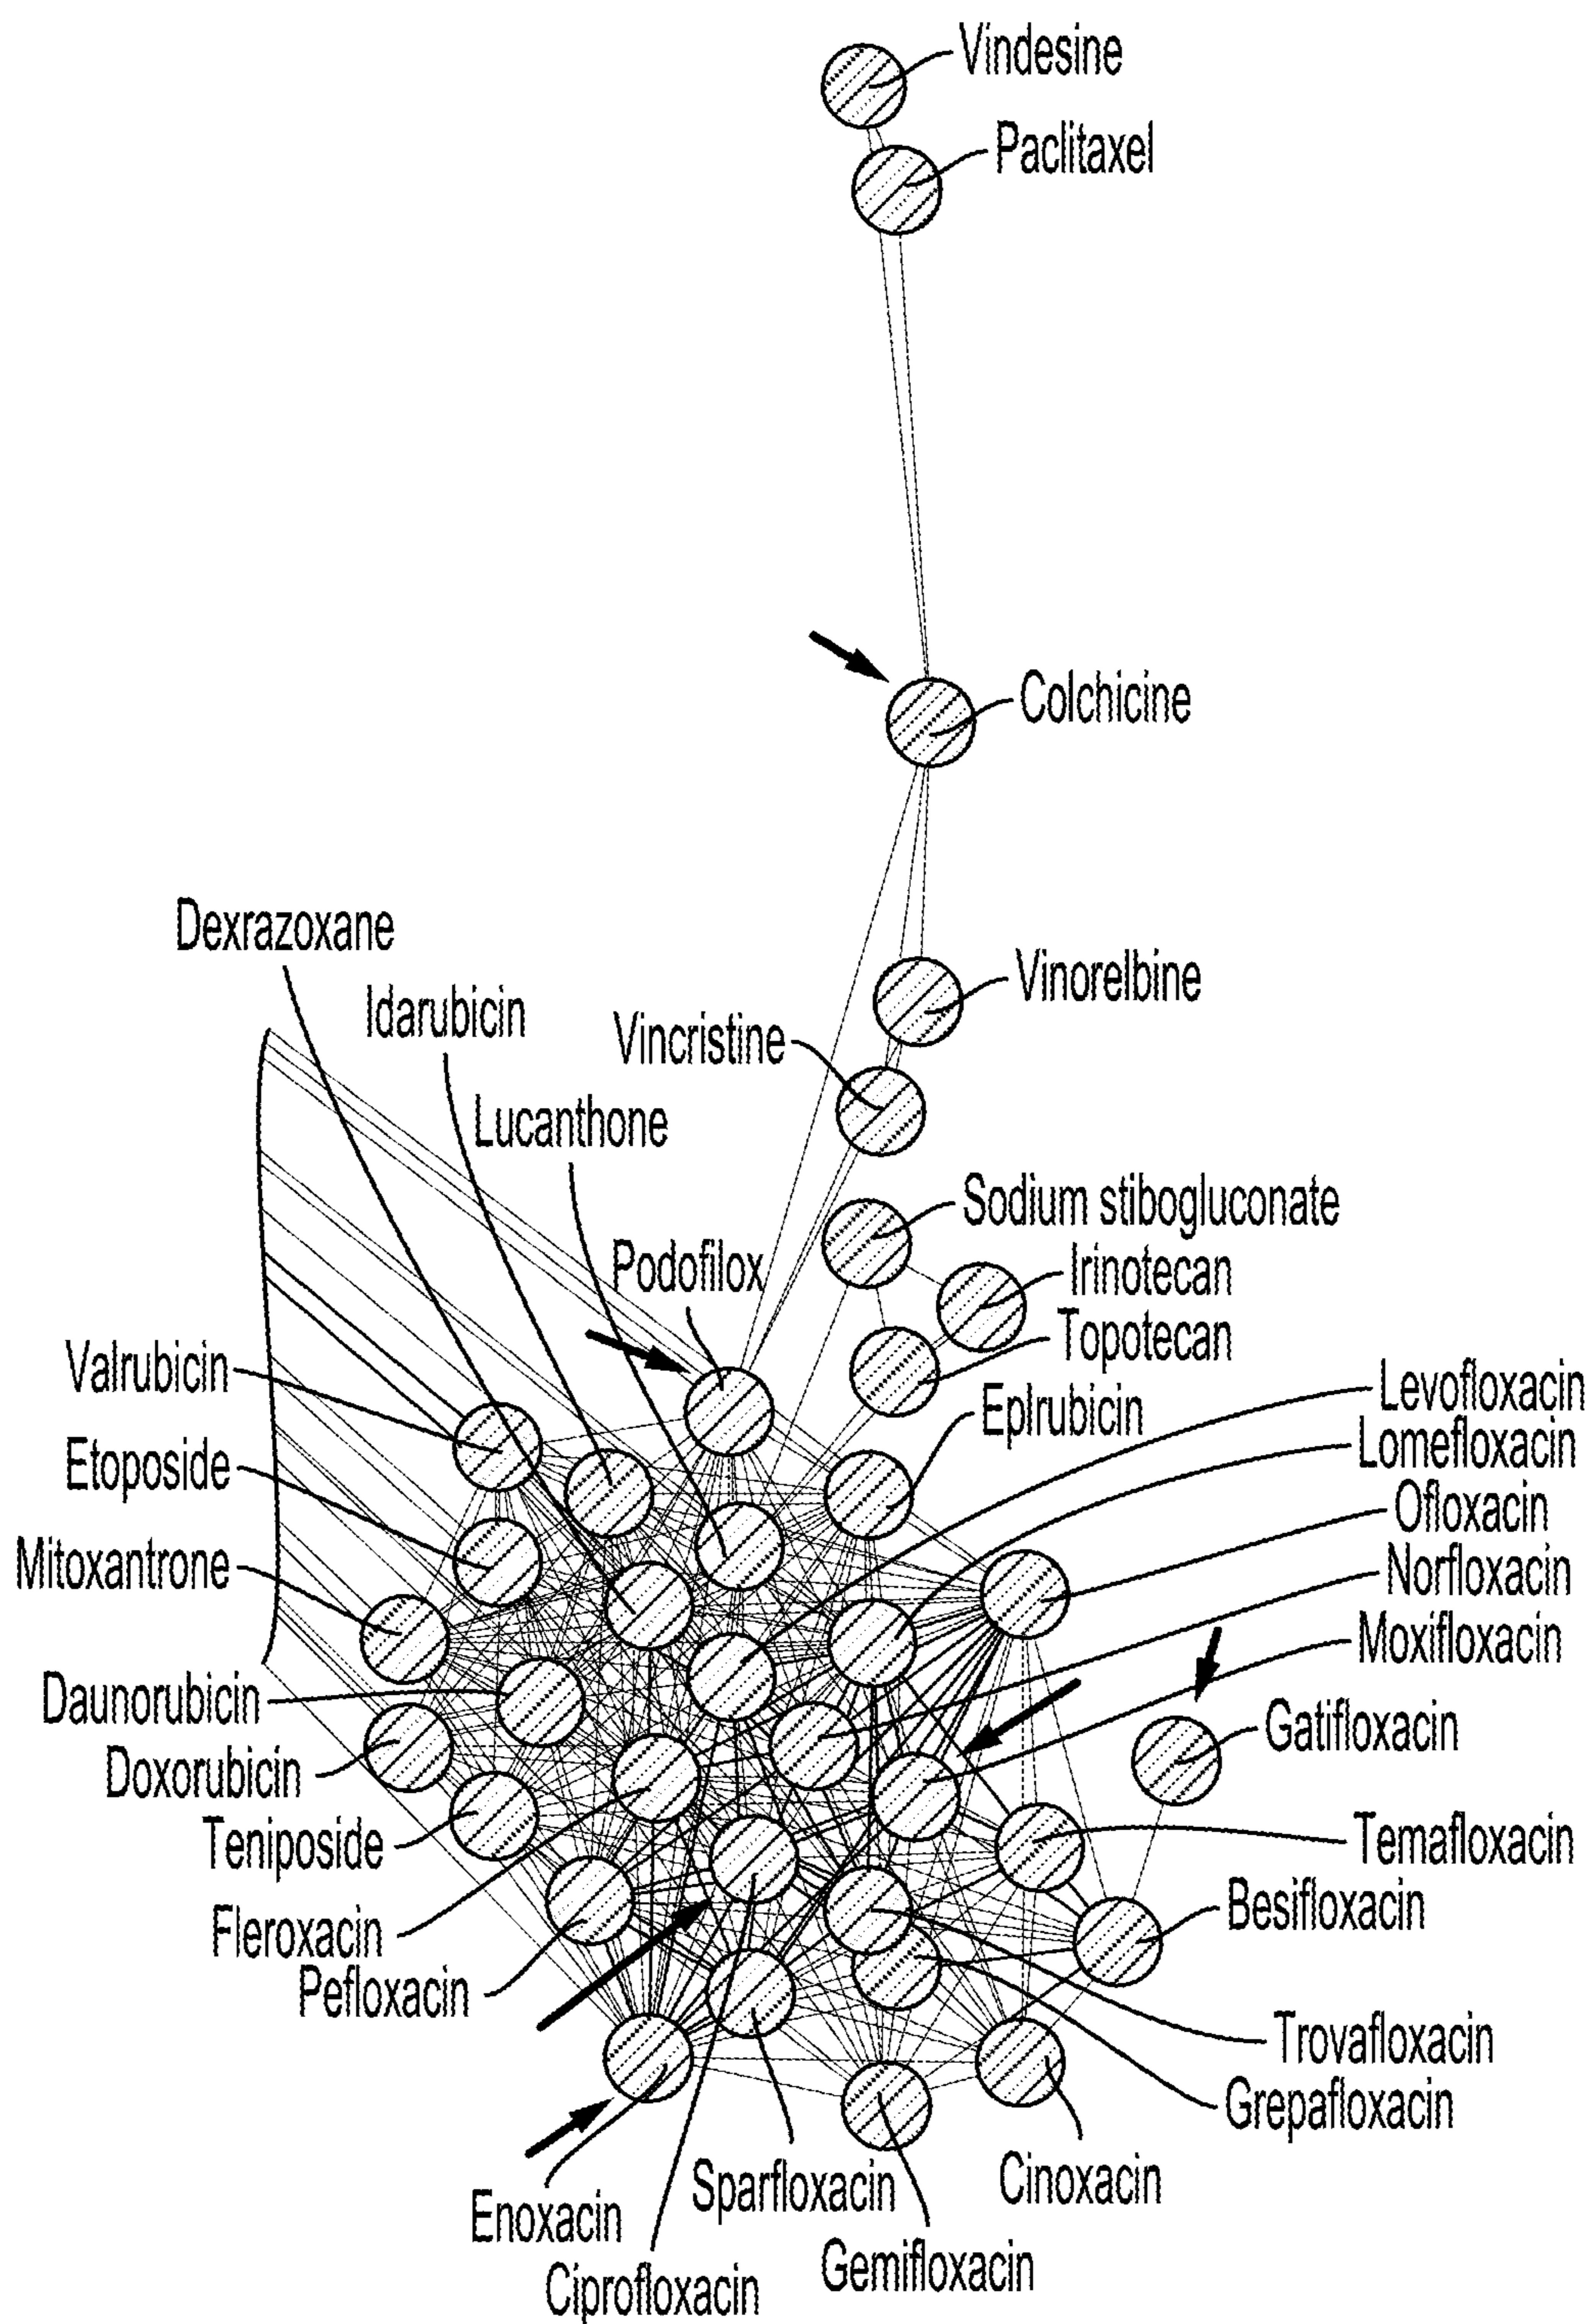 Vindesine
Paclitaxel
Colchicine
Dexrazoxane
Idarubicin
Vinorelbine
Vincristine
Lucanthone
Sodium stibogluconate
Podofilox
Irinotecan
Topotecan
Valrubicin
Levofloxacin
Epirubicin
Lomefloxacin
Etoposide
Ofloxacin
Mitoxantrone
Norfloxacin
Moxifloxacin
Daunorubicin
Gatifloxacin
Doxorubicin
Teniposide
Temafloxacin
Besifloxacin
Fleroxacin
Pefloxacin
Trovafloxacin
Grepafloxacin
Cinoxacin
Sparfloxacin
Enoxacin
Gemifloxacin
Ciprofloxacin